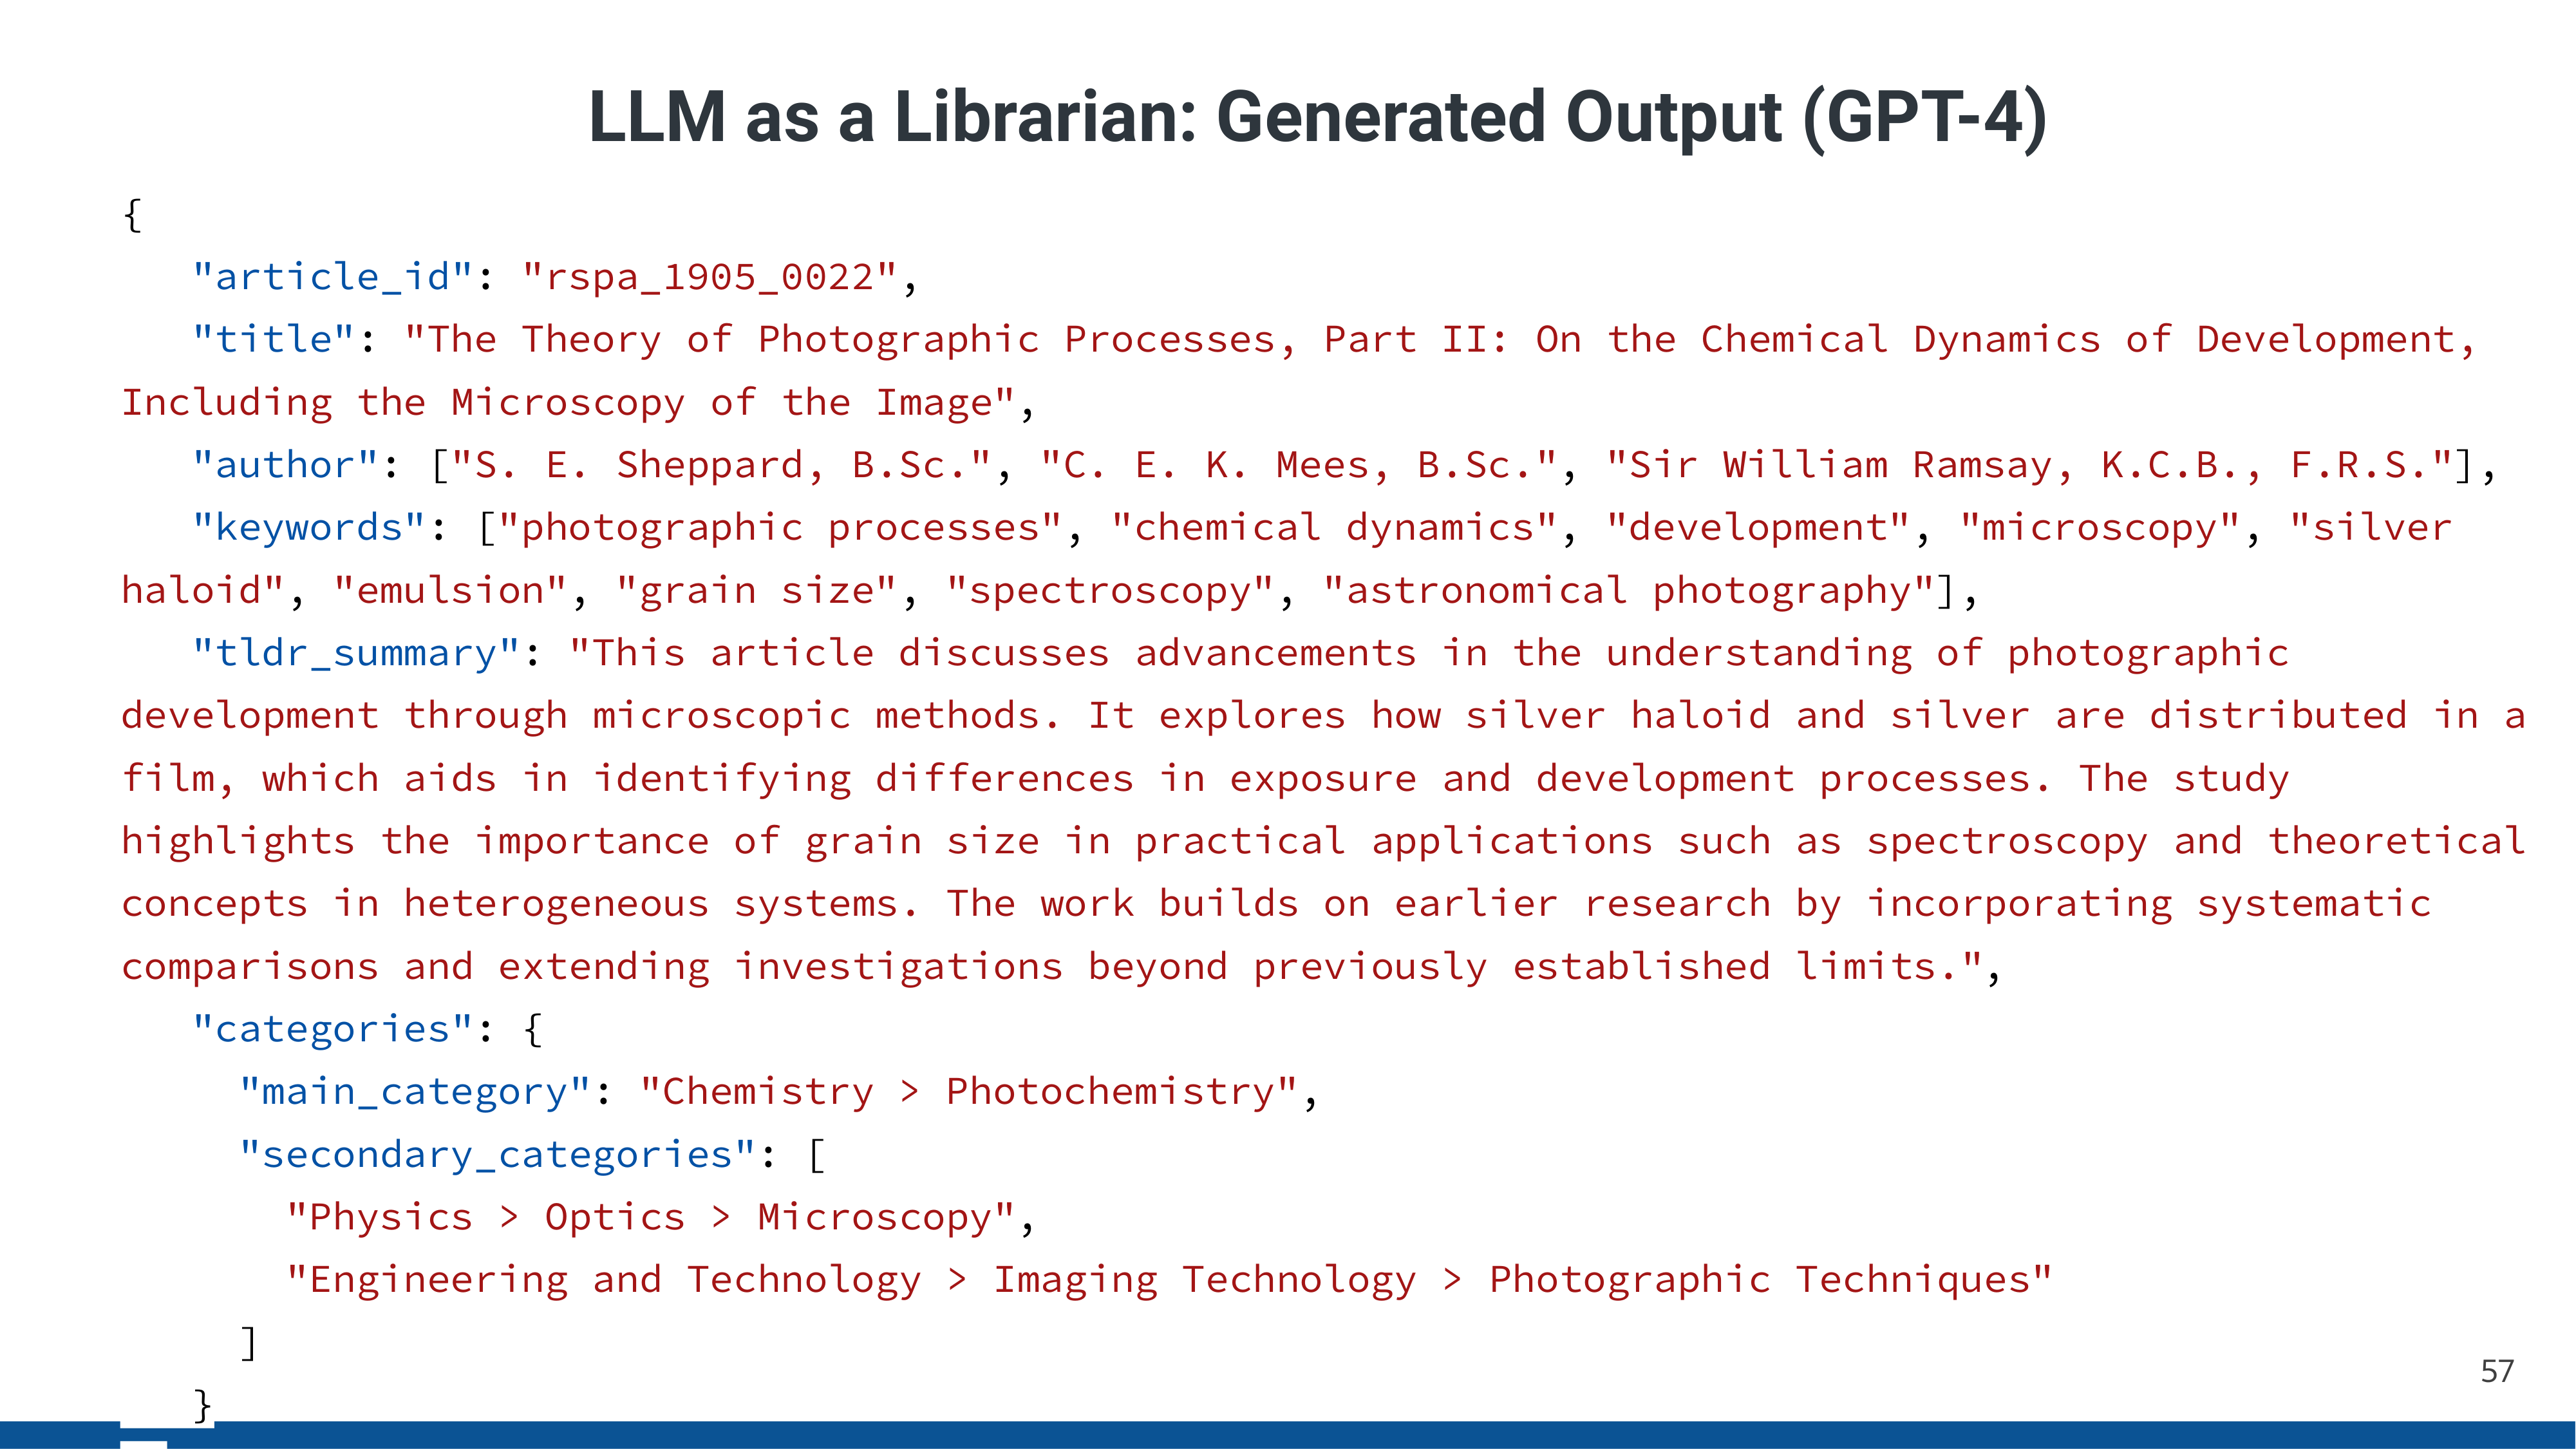 LLM as a Librarian: Generated Output (GPT-4)
{
"article_id": "rspa_1905_0022",
"title": "The Theory of Photographic Processes, Part II: On the Chemical Dynamics of Development,
Including the Microscopy of the Image",
"author": ["S. E. Sheppard, B.Sc.", "C. E. K. Mees, B.Sc.", "Sir William Ramsay, K.C.B., F.R.S."],
"keywords": ["photographic processes", "chemical dynamics", "development", "microscopy", "silver
haloid", "emulsion", "grain size", "spectroscopy", "astronomical photography"],
"tldr_summary": "This article discusses advancements in the understanding of photographic
development through microscopic methods. It explores how silver haloid and silver are distributed in a
film, which aids in identifying differences in exposure and development processes. The study
highlights the importance of grain size in practical applications such as spectroscopy and theoretical
concepts in heterogeneous systems. The work builds on earlier research by incorporating systematic
comparisons and extending investigations beyond previously established limits.",
"categories": {
"main_category": "Chemistry > Photochemistry",
"secondary_categories": [
"Physics > Optics > Microscopy",
"Engineering and Technology > Imaging Technology > Photographic Techniques"
]
}
57